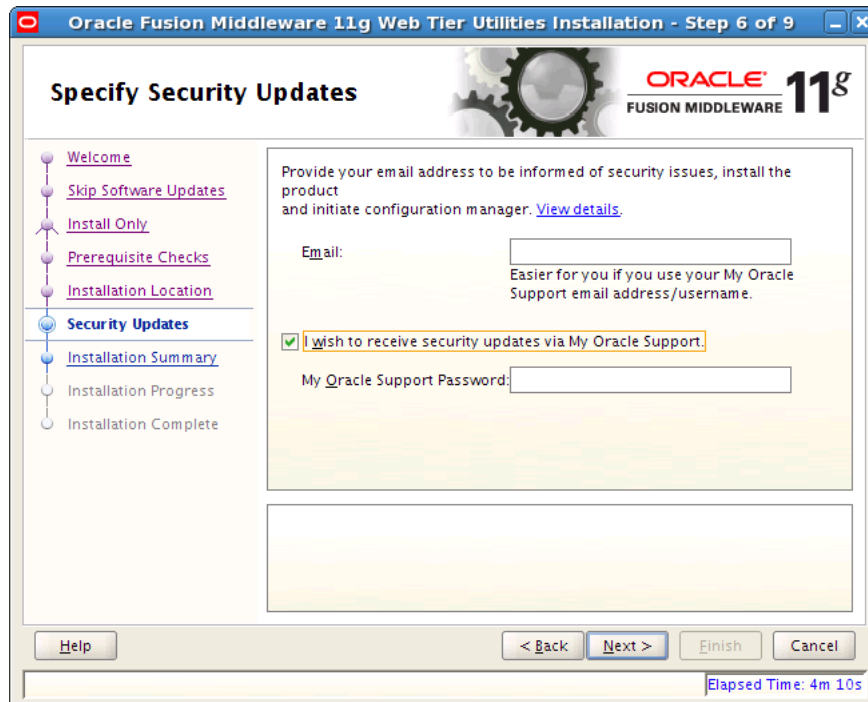 Oracle Fusion Middleware 11g Web Tier Utilities Installation - Step 6 of 9
Specify Security Updates
ORACLE
FUSION MIDDLEWARE 11g
Welcome
Skip Software Updates
Install Only
Prerequisite Checks
Installation Location
Security Updates
Installation Summary
Installation Progress
Installation Complete
Provide your email address to be informed of security issues, install the
product
and initiate configuration manager. View details.
Email:
Easier for you if you use your My Oracle
Support email address/username.
I wish to receive security updates via My Oracle Support.
My Oracle Support Password:
Help
< Back
Next >
Finish
Cancel
Elapsed Time: 4m 10s